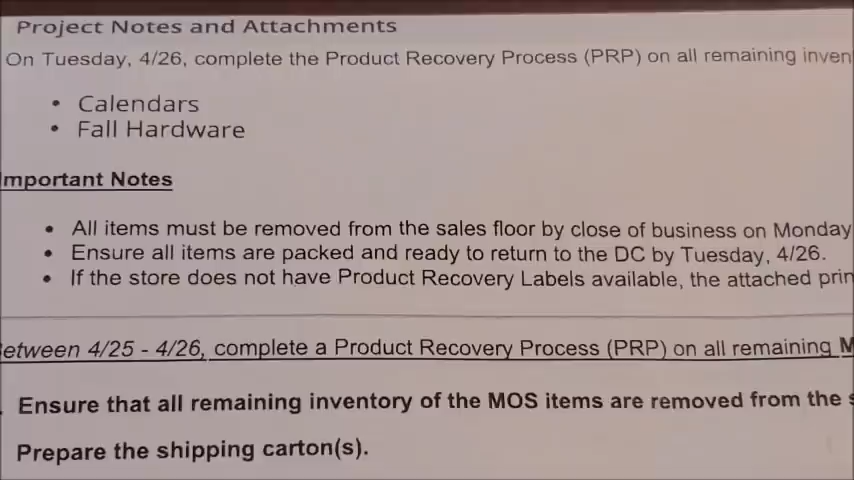 Project Notes and Attachments
On Tuesday, 4/26, complete the Product Recovery Process (PRP) on all remaining inven
• Calendars
• Fall Hardware
mportant Notes
• All items must be removed from the sales floor by close of business on Monday
• Ensure all items are packed and ready to return to the DC by Tuesday, 4/26.
• If the store does not have Product Recovery Labels available, the attached prin
etween 4/25 - 4/26, complete a Product Recovery Process (PRP) on all remaining M
. Ensure that all remaining inventory of the MOS items are removed from the s
Prepare the shipping carton(s).